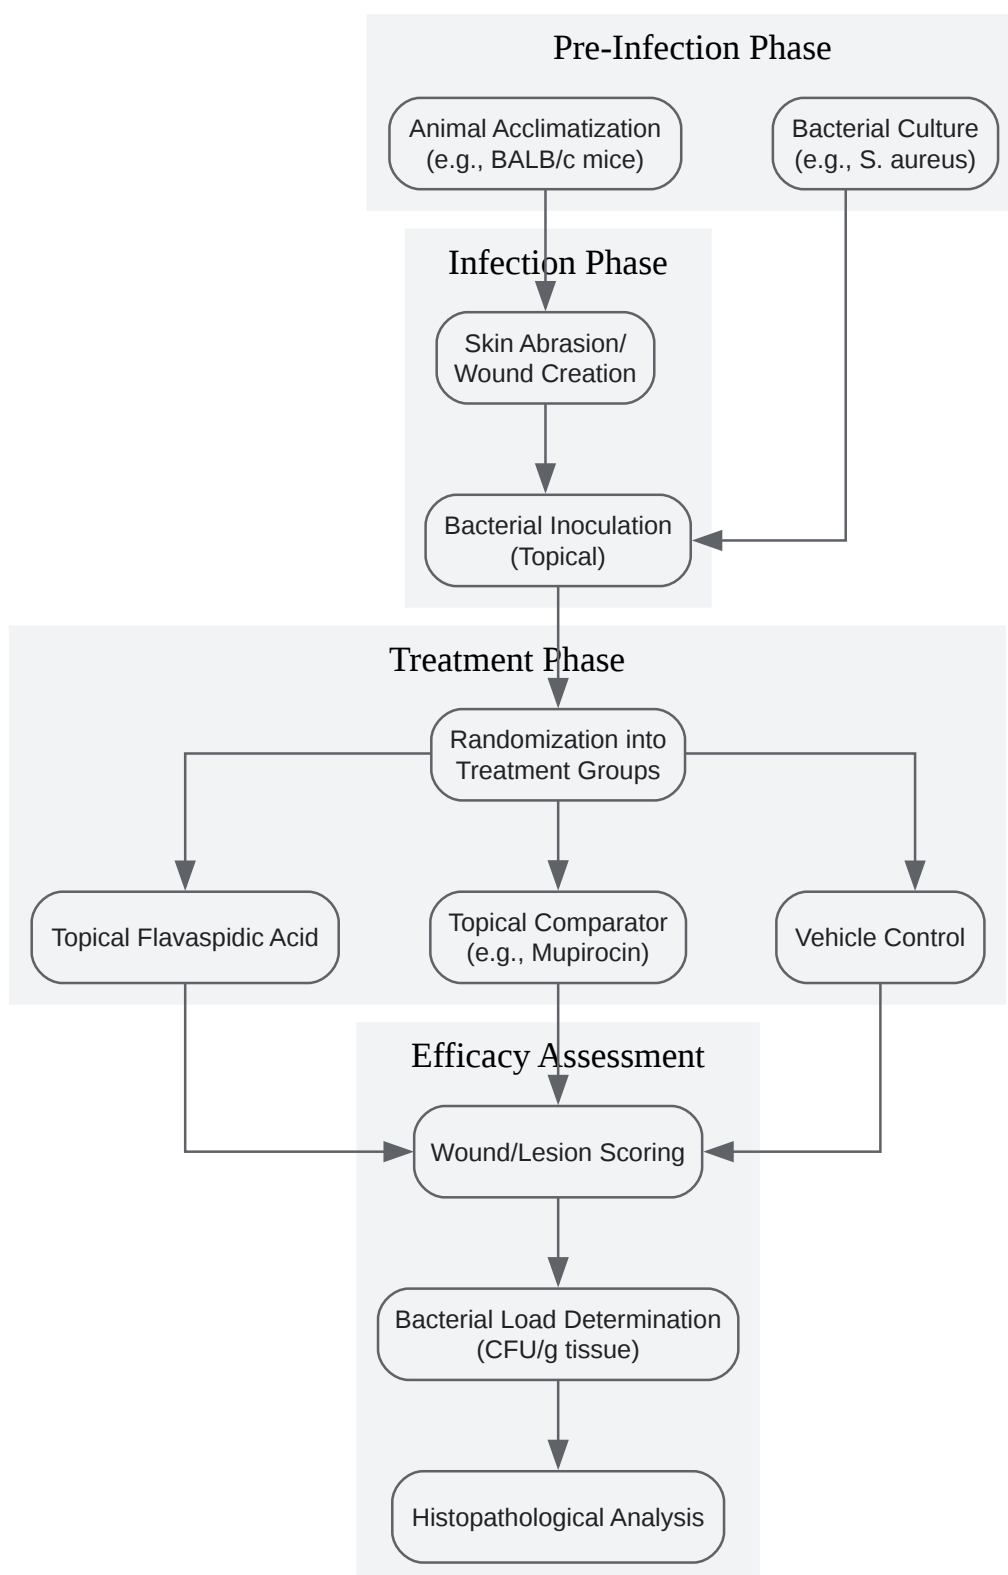 Pre-Infection Phase
Animal Acclimatization
(e.g., BALB/c mice)
Bacterial Culture
(e.g., S. aureus)
Infection Phase
Skin Abrasion/
Wound Creation
Bacterial Inoculation
(Topical)
Treatment Phase
Randomization into
Treatment Groups
Topical Flavaspidic Acid
Topical Comparator
(e.g., Mupirocin)
Vehicle Control
Efficacy Assessment
Wound/Lesion Scoring
Bacterial Load Determination
(CFU/g tissue)
Histopathological Analysis